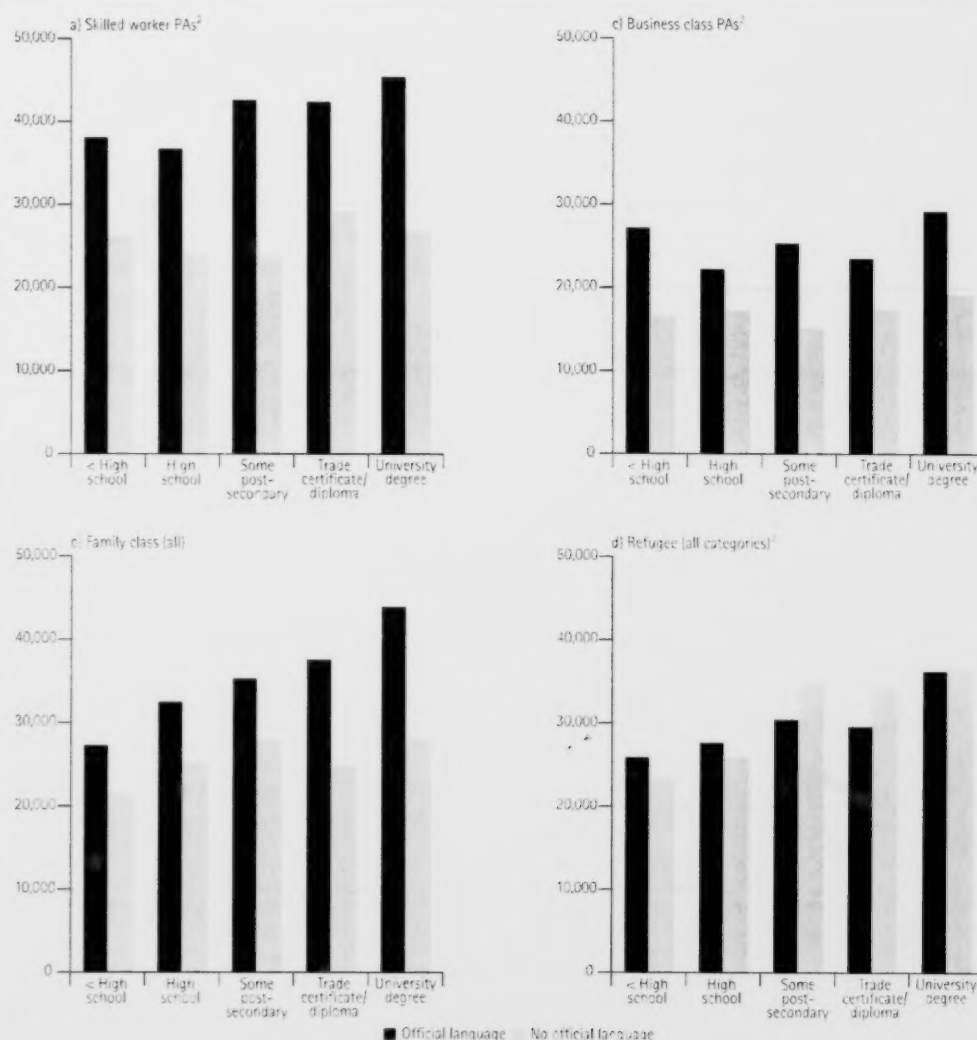 a) Skilled worker PAs²
50,000
40,000
30,000
20,000
10,000
0
< High school
High school
Some post-secondary
Trade certificate/ diploma
University degree
c) Business class PAs²
50,000
40,000
30,000
20,000
10,000
0
< High school
High school
Some post-secondary
Trade certificate/ diploma
University degree
c) Family class (all)
50,000
40,000
30,000
20,000
10,000
0
< High school
High school
Some post-secondary
Trade certificate/ diploma
University degree
d) Refugee (all categories)
50,000
40,000
30,000
20,000
10,000
0
< High school
High school
Some post-secondary
Trade certificate/ diploma
University degree
Official language
No official language